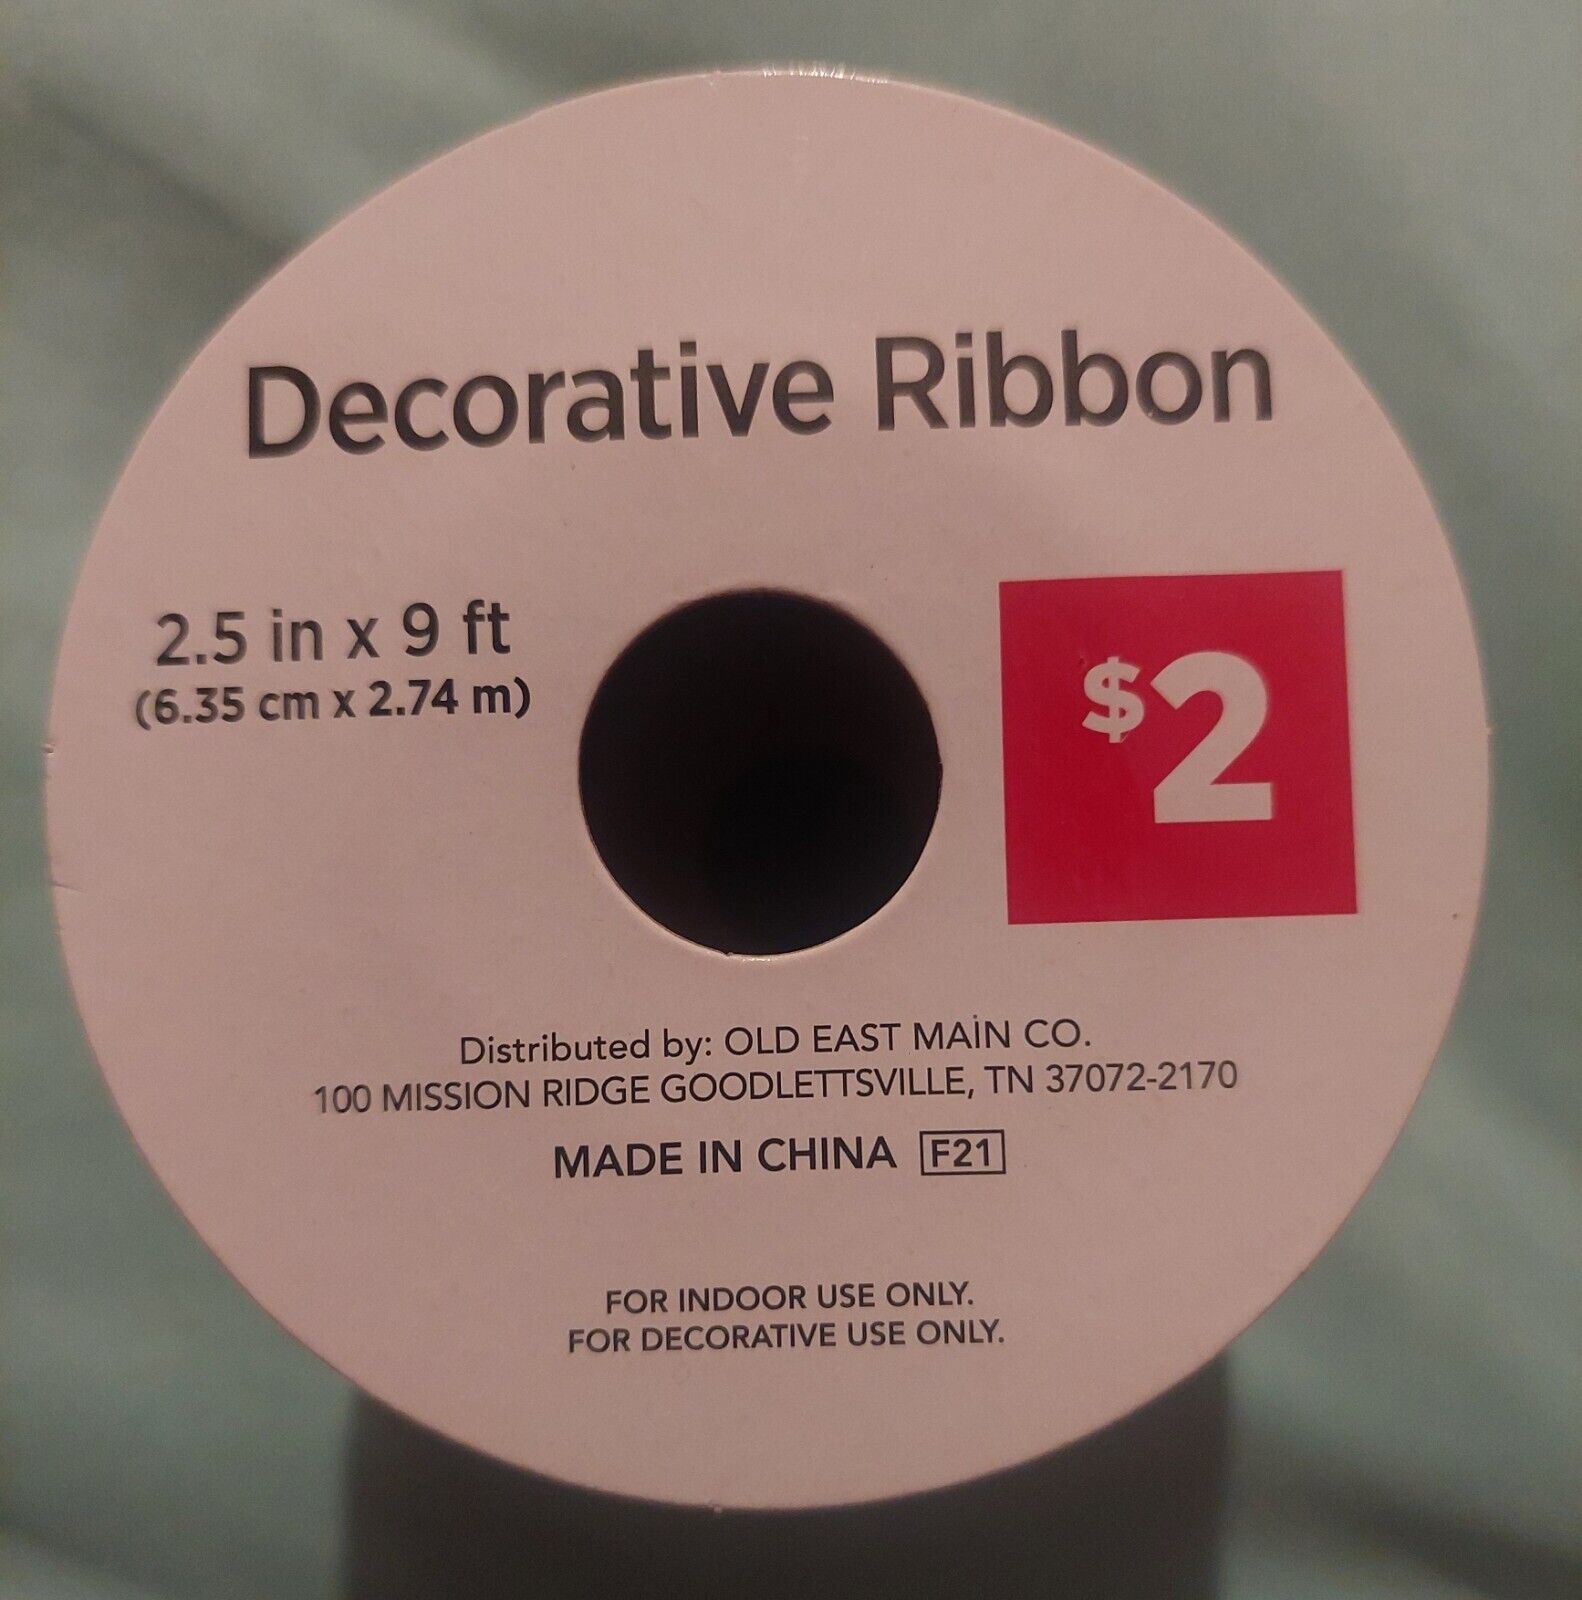 Decorative Ribbon
2.5 in x 9 ft
(6.35 cm x 2.74 m)
$2
Distributed by: OLD EAST MAİN CO.
100 MISSION RIDGE GOODLETTSVILLE, TN 37072-2170
MADE IN CHINA F21
FOR INDOOR USE ONLY.
FOR DECORATIVE USE ONLY.